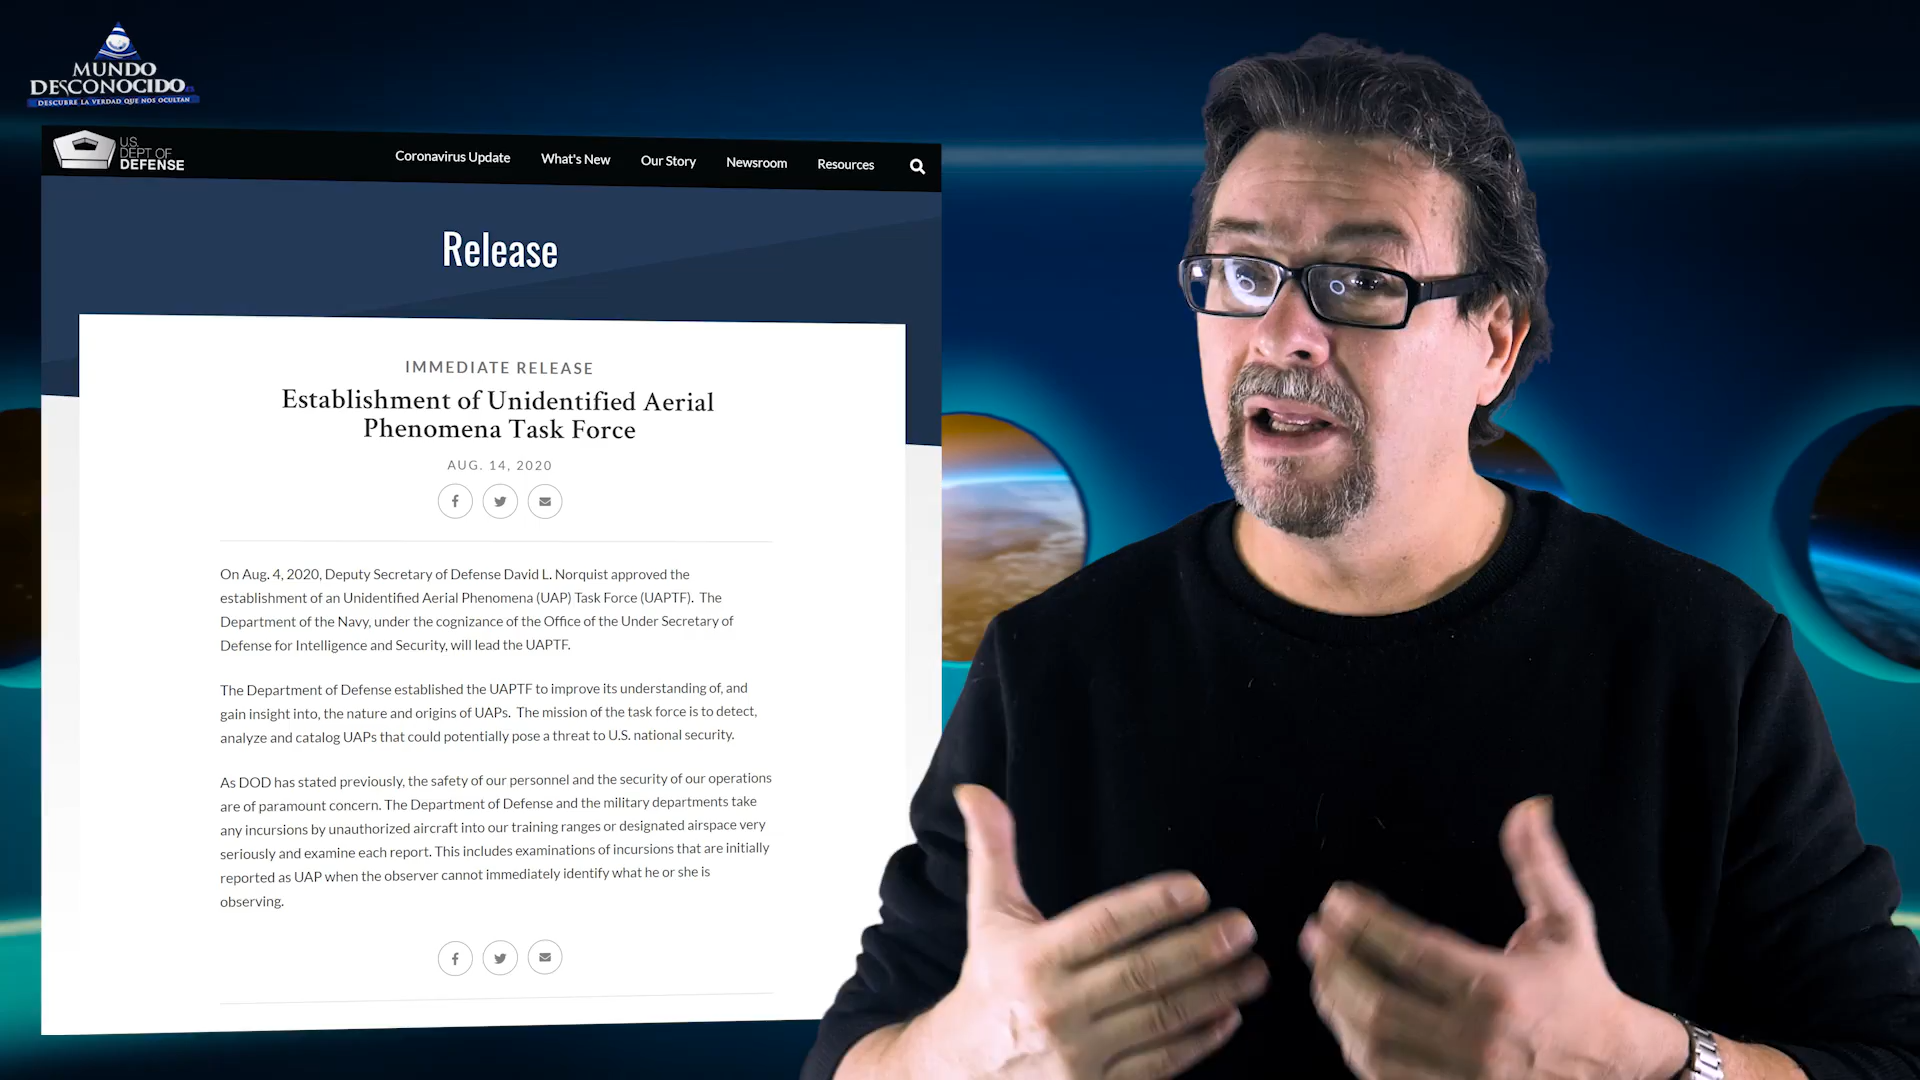 MUNDO
DESCONOCIDO.es
DESCUBRE LA VERDAD QUE NOS OCULTAN
U.S.
DEPT OF
DEFENSE
Coronavirus Update
What's New
Our Story
Newsroom
Resources
Release
IMMEDIATE RELEASE
Establishment of Unidentified Aerial
Phenomena Task Force
AUG. 14, 2020
On Aug. 4, 2020, Deputy Secretary of Defense David L. Norquist approved the
establishment of an Unidentified Aerial Phenomena (UAP) Task Force (UAPTF). The
Department of the Navy, under the cognizance of the Office of the Under Secretary of
Defense for Intelligence and Security, will lead the UAPTF.
The Department of Defense established the UAPTF to improve its understanding of, and
gain insight into, the nature and origins of UAPs. The mission of the task force is to detect,
analyze and catalog UAPs that could potentially pose a threat to U.S. national security.
As DOD has stated previously, the safety of our personnel and the security of our operations
are of paramount concern. The Department of Defense and the military departments take
any incursions by unauthorized aircraft into our training ranges or designated airspace very
seriously and examine each report. This includes examinations of incursions that are initially
reported as UAP when the observer cannot immediately identify what he or she is
observing.